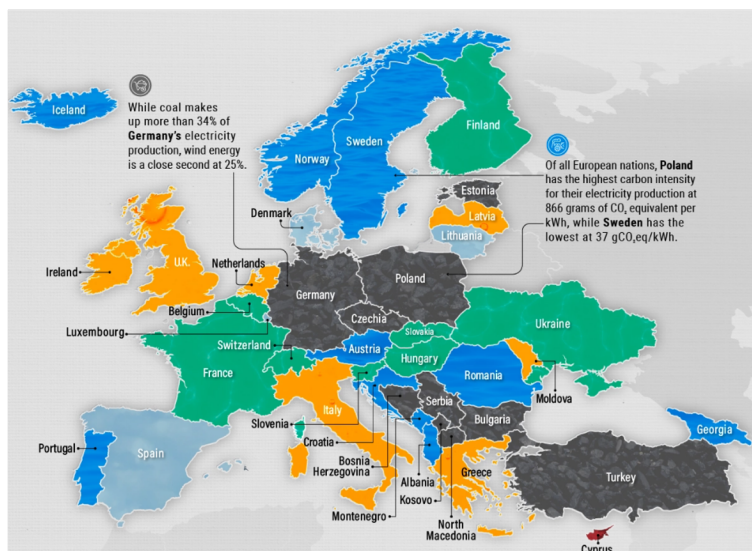 While coal makes
up more than 34% of
Germany's electricity
production, wind energy
is a close second at 25%.
Iceland
Norway
Sweden
Finland
Of all European nations, Poland
has the highest carbon intensity
for their electricity production at
866 grams of CO₂ equivalent per
kWh, while Sweden has the
lowest at 37 gCO₂eq/kWh.
Estonia
Latvia
Lithuania
Denmark
Ireland
U.K.
Netherlands
Belgium
Luxembourg
Germany
Poland
Czechia
Slovakia
Ukraine
Switzerland
France
Austria
Hungary
Romania
Moldova
Slovenia
Italy
Croatia
Serbia
Bulgaria
Georgia
Portugal
Spain
Bosnia
Herzegovina
Albania
Kosovo
Greece
Turkey
Montenegro
North
Macedonia
Cyprus